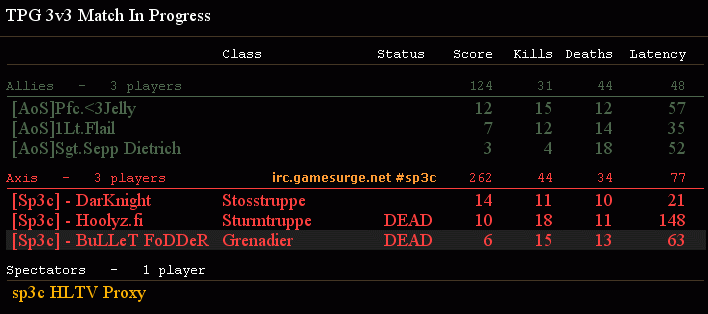 TPG 3v3 Match In Progress
Class Status Score Kills Deaths Latency
Allies - 3 players 124 31 44 48
[AoS]Pfc.<3Jelly 12 15 12 57
[AoS]1Lt.Flail 7 12 14 35
[AoS]Sgt.Sepp Dietrich 3 4 18 52
Axis - 3 players irc.gamesurge.net #sp3c 262 44 34 77
[Sp3c] - DarKnight Stosstruppe 14 11 10 21
[Sp3c] - Hoolyz.fi Sturmtruppe DEAD 10 18 11 148
[Sp3c] - BuLLeT FoDDeR Grenadier DEAD 6 15 13 63
Spectators - 1 player
sp3c HLTV Proxy